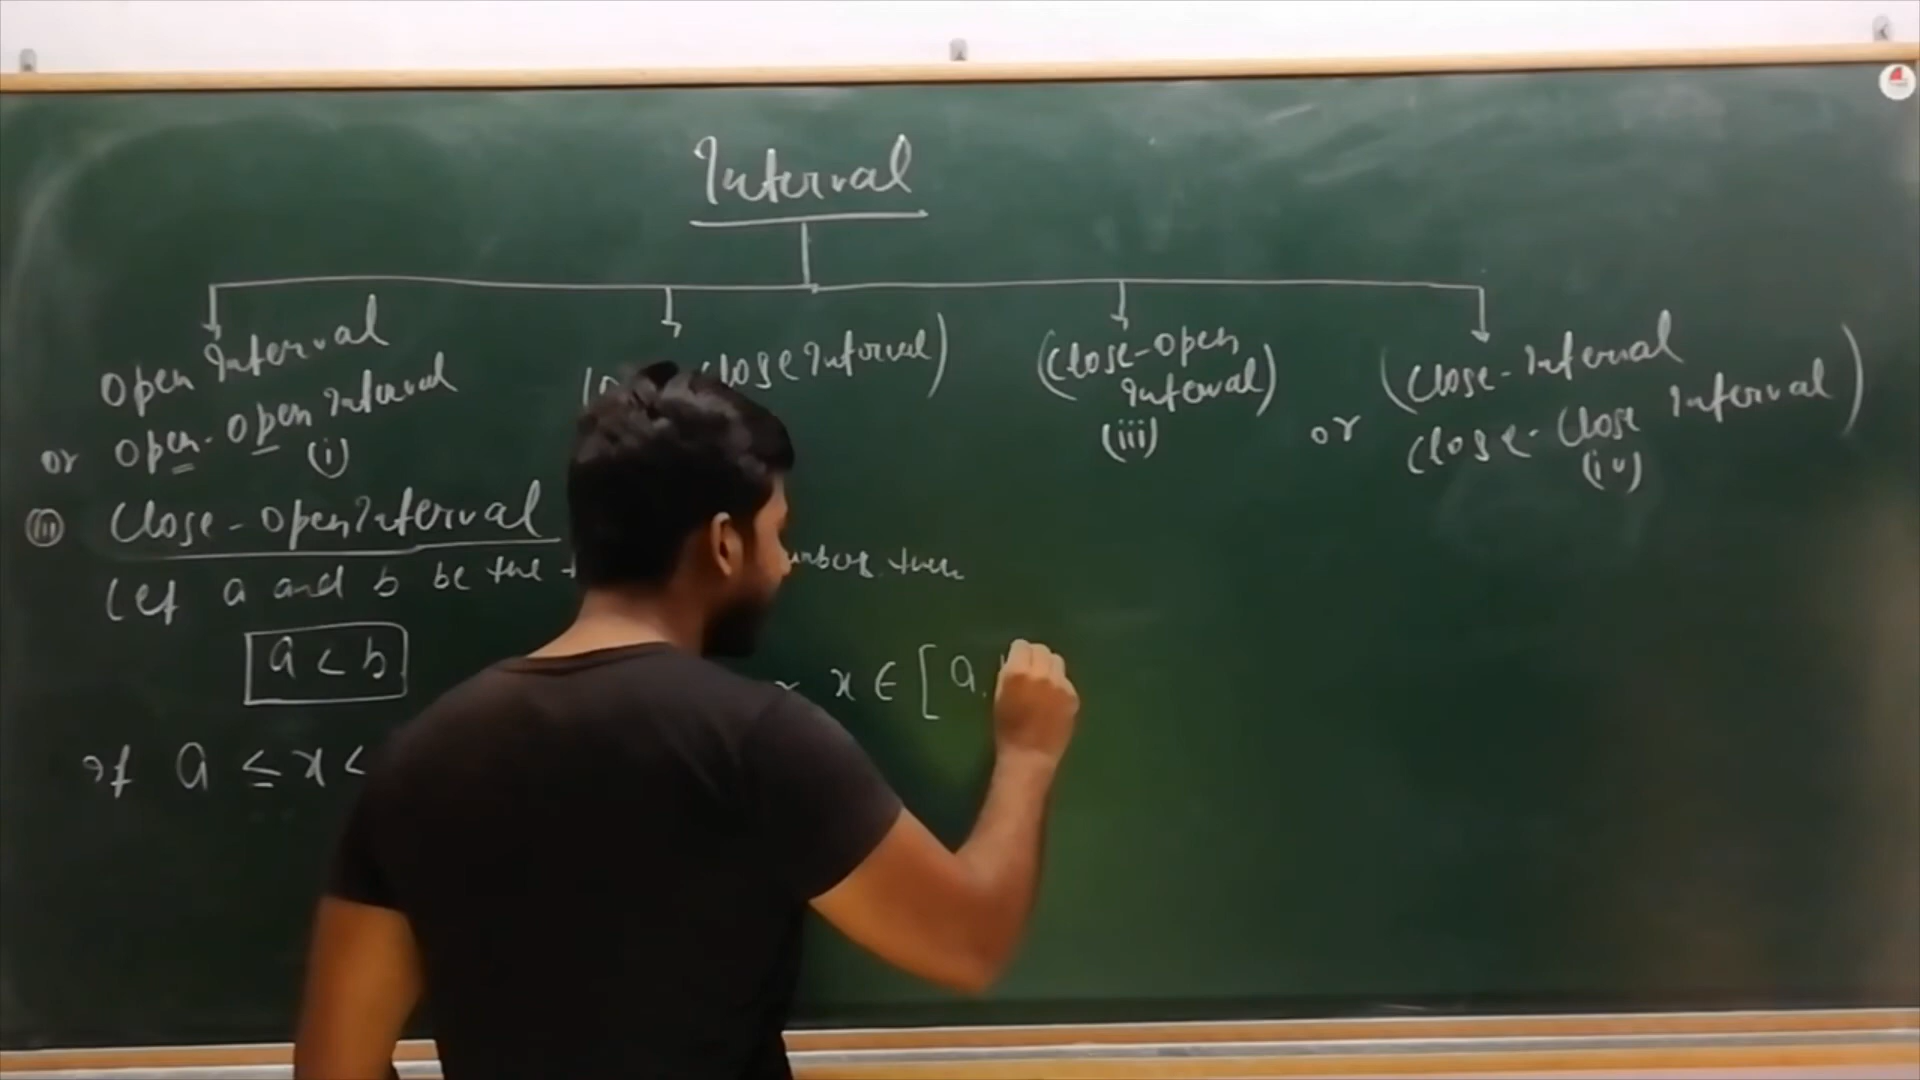 Interval
Open Interval
or Open-Open Interval
(i)
Close Interval)
(Close-Open
Interval)
(iii)
(Close-Interval
or Close-Close Interval)
(iv)
(iii) Close-Open Interval
Let a and b be the then
a < b
x ∈ [a,
if a ≤ x <